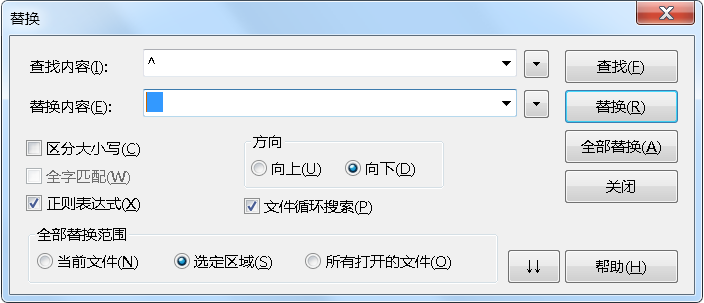 替换
查找内容(I): ^
查找(F)
替换内容(E):
替换(R)
区分大小写(C)
方向
全部替换(A)
全字匹配(W)
向上(U) 向下(D)
关闭
正则表达式(X)
文件循环搜索(P)
全部替换范围
当前文件(N) 选定区域(S) 所有打开的文件(O)
↓↓
帮助(H)